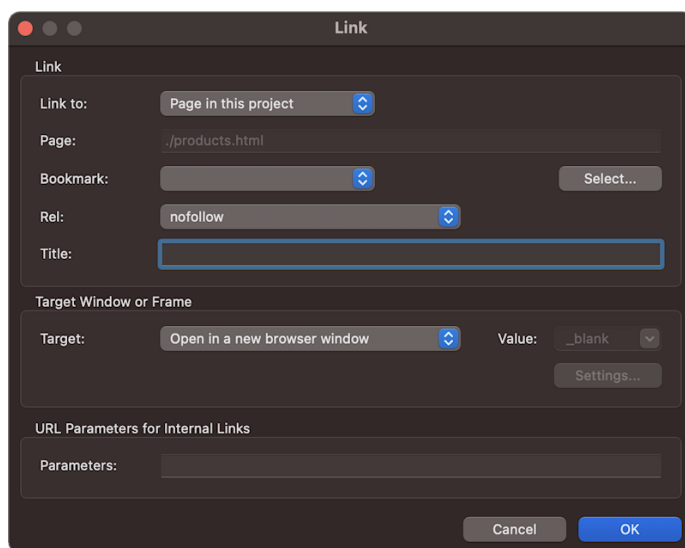 Link
Link
Link to: Page in this project
Page: ./products.html
Bookmark: Select...
Rel: nofollow
Title:
Target Window or Frame
Target: Open in a new browser window Value: _blank
Settings...
URL Parameters for Internal Links
Parameters:
Cancel OK